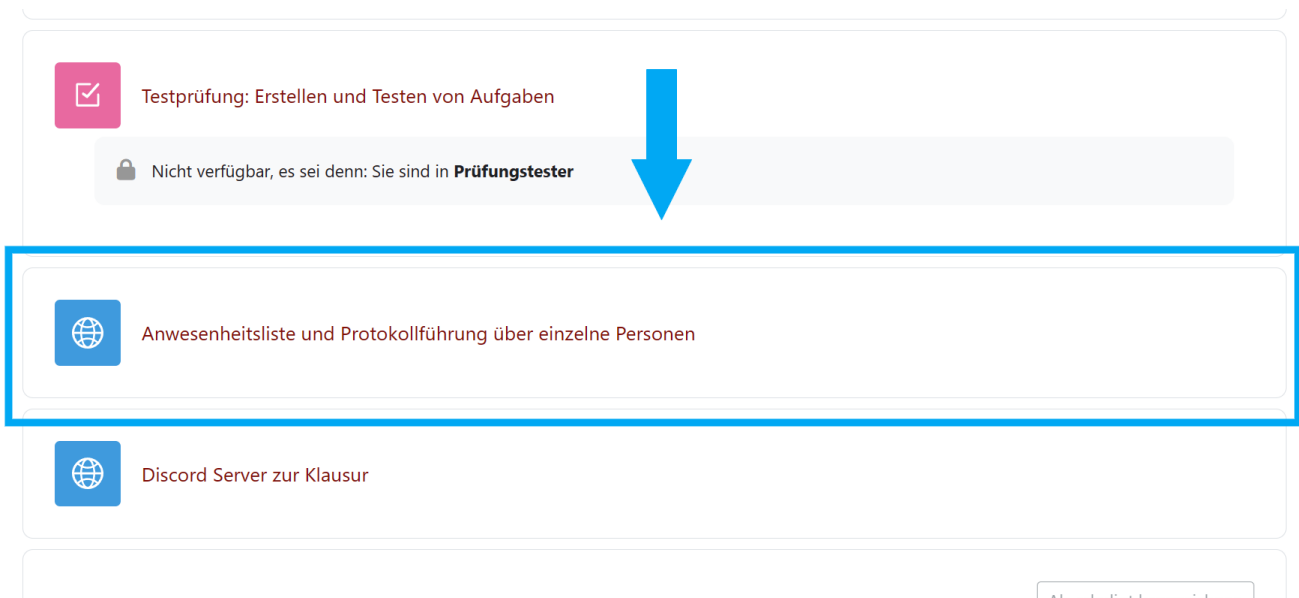 Testprüfung: Erstellen und Testen von Aufgaben
Nicht verfügbar, es sei denn: Sie sind in Prüfungstester
Anwesenheitsliste und Protokollführung über einzelne Personen
Discord Server zur Klausur